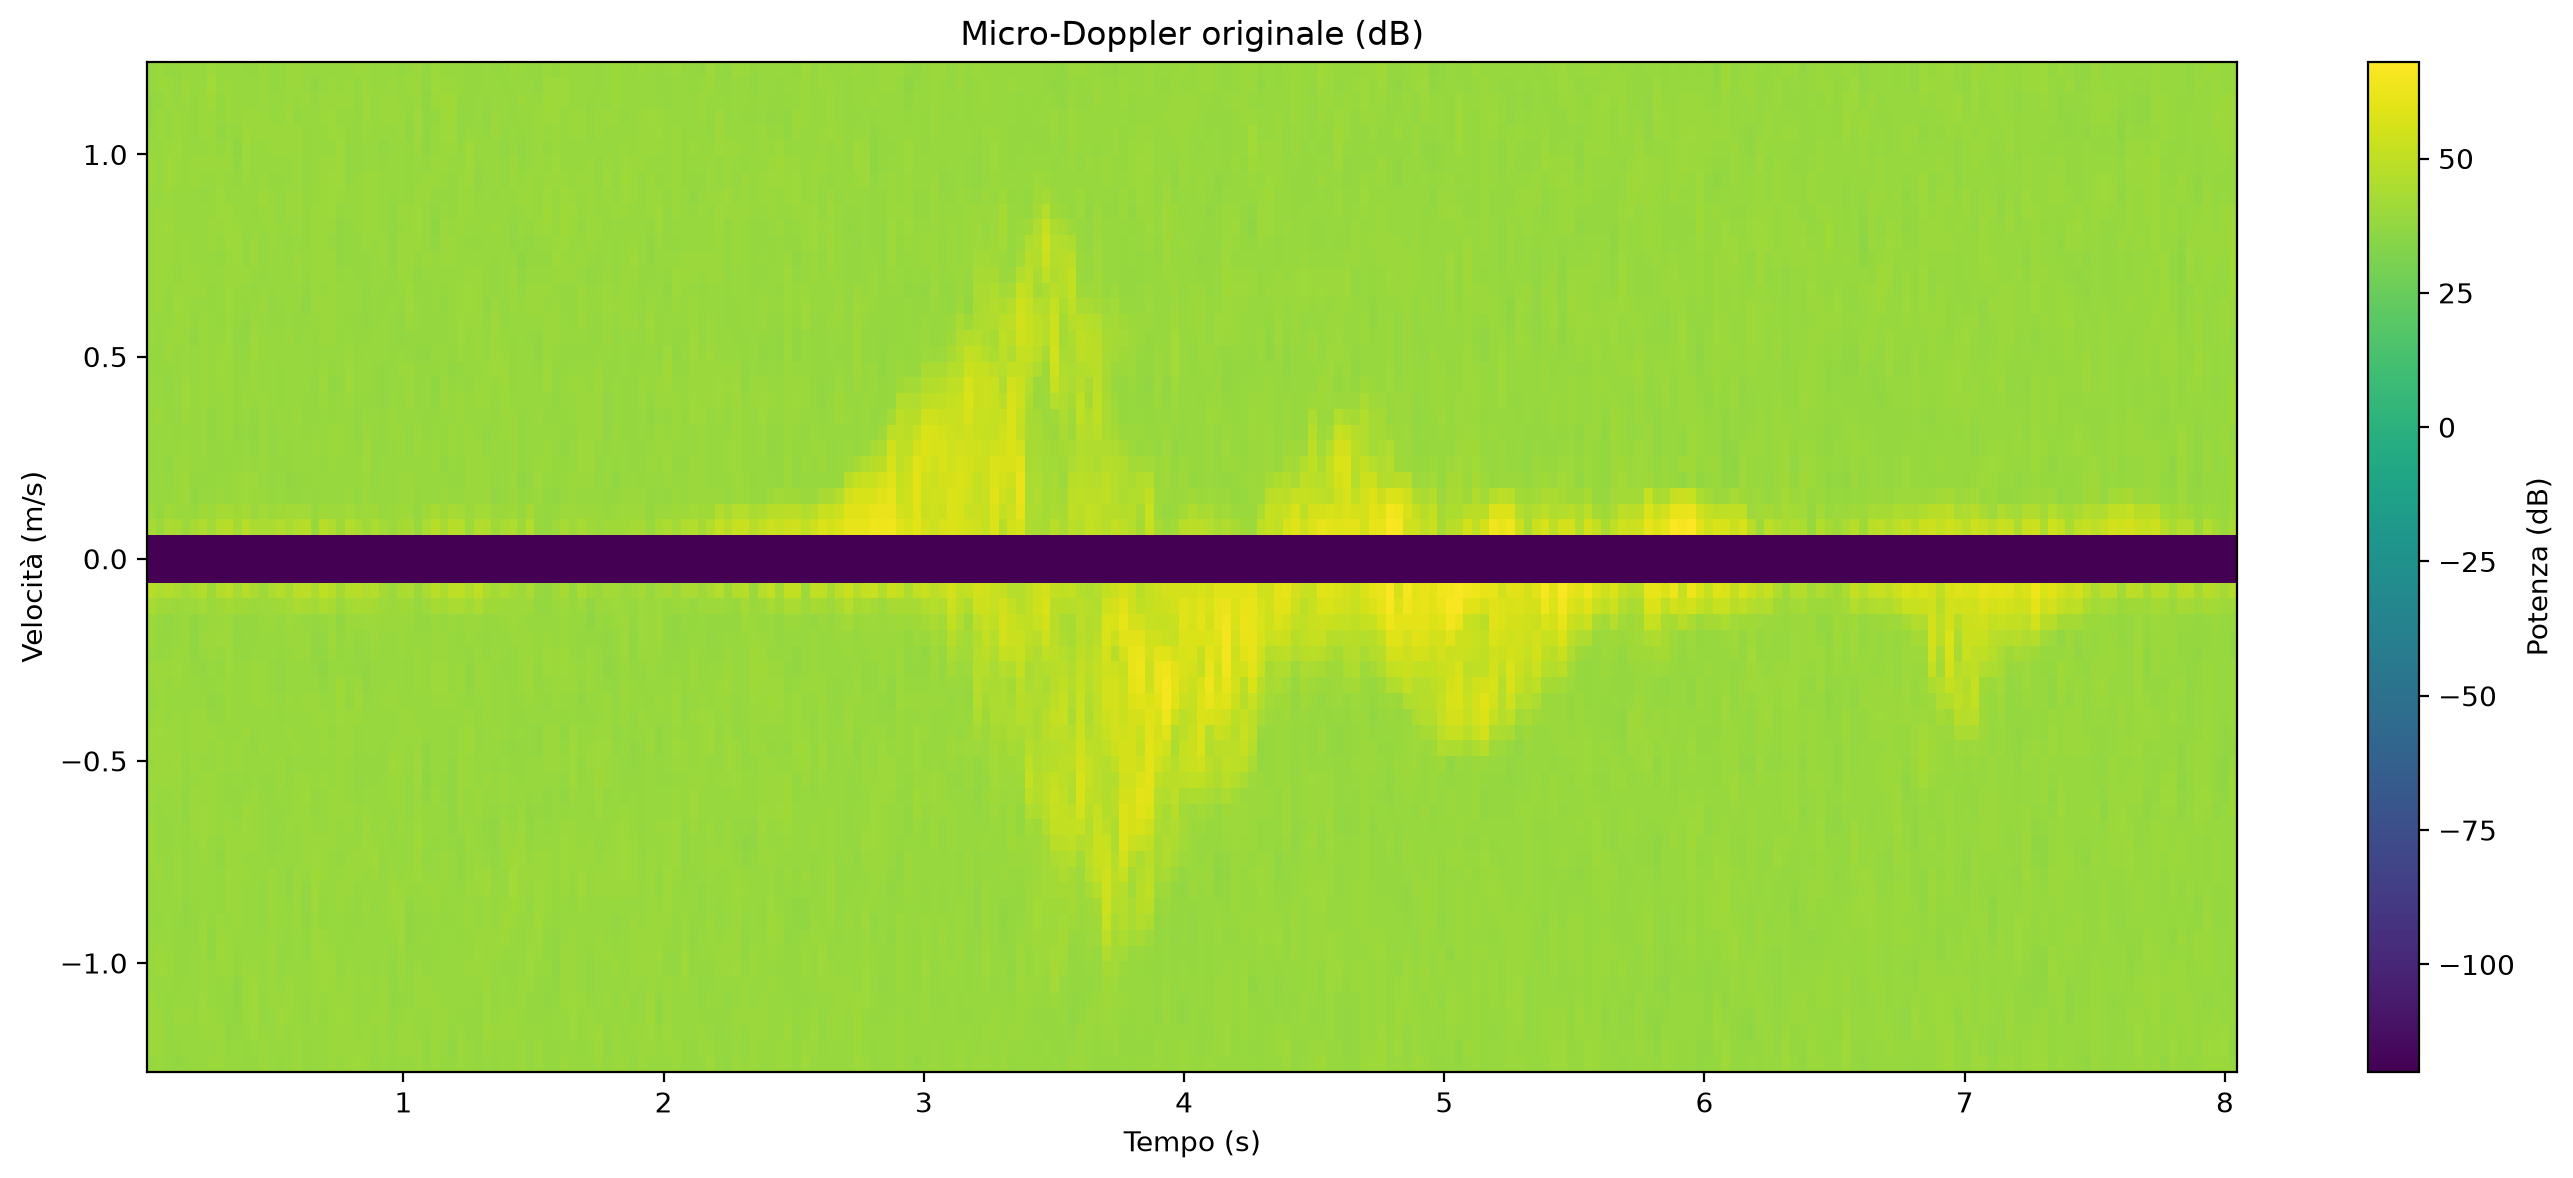 Micro-Doppler originale (dB)
1.0
0.5
0.0
−0.5
−1.0
Velocità (m/s)
1 2 3 4 5 6 7 8
Tempo (s)
50
25
0
−25
−50
−75
−100
Potenza (dB)